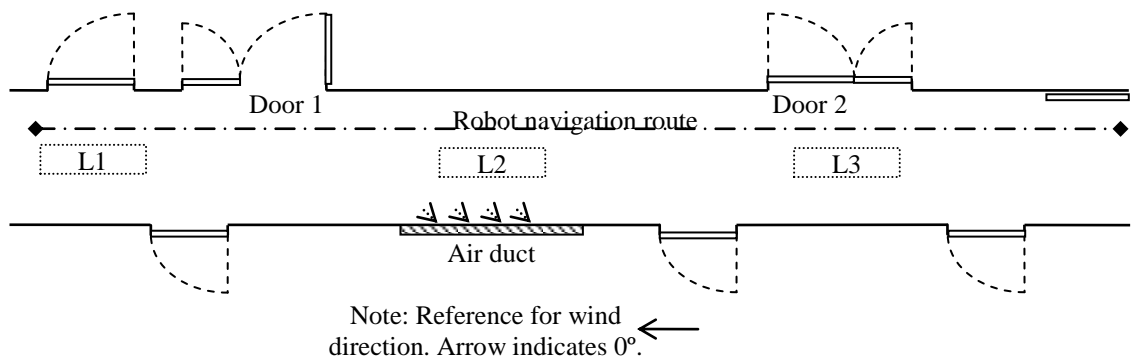 Door 1
Door 2
Robot navigation route
L1
L2
L3
Air duct
Note: Reference for wind
direction. Arrow indicates 0º.